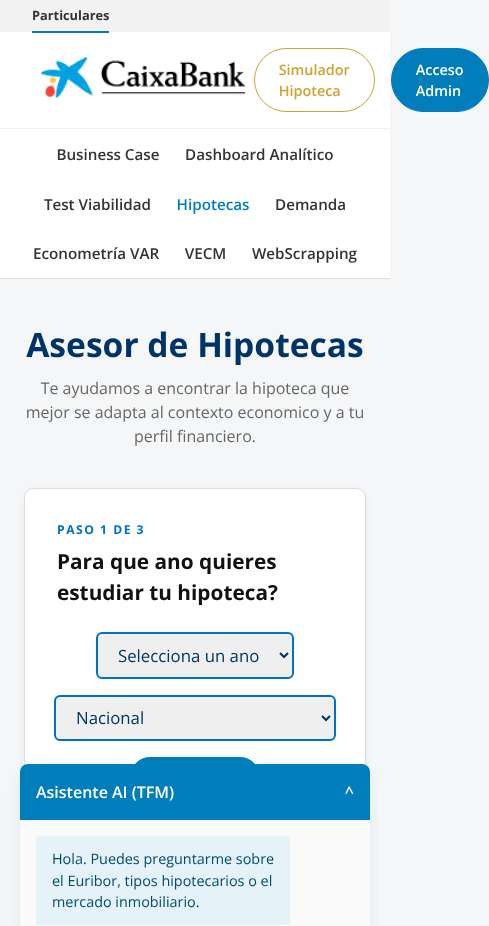 Particulares
CaixaBank
Simulador
Hipoteca
Acceso
Admin
Business Case
Dashboard Analítico
Test Viabilidad
Hipotecas
Demanda
Econometría VAR
VECM
WebScrapping
Asesor de Hipotecas
Te ayudamos a encontrar la hipoteca que
mejor se adapta al contexto economico y a tu
perfil financiero.
PASO 1 DE 3
Para que ano quieres
estudiar tu hipoteca?
Selecciona un ano
Nacional
Asistente AI (TFM)
^
Hola. Puedes preguntarme sobre
el Euribor, tipos hipotecarios o el
mercado inmobiliario.